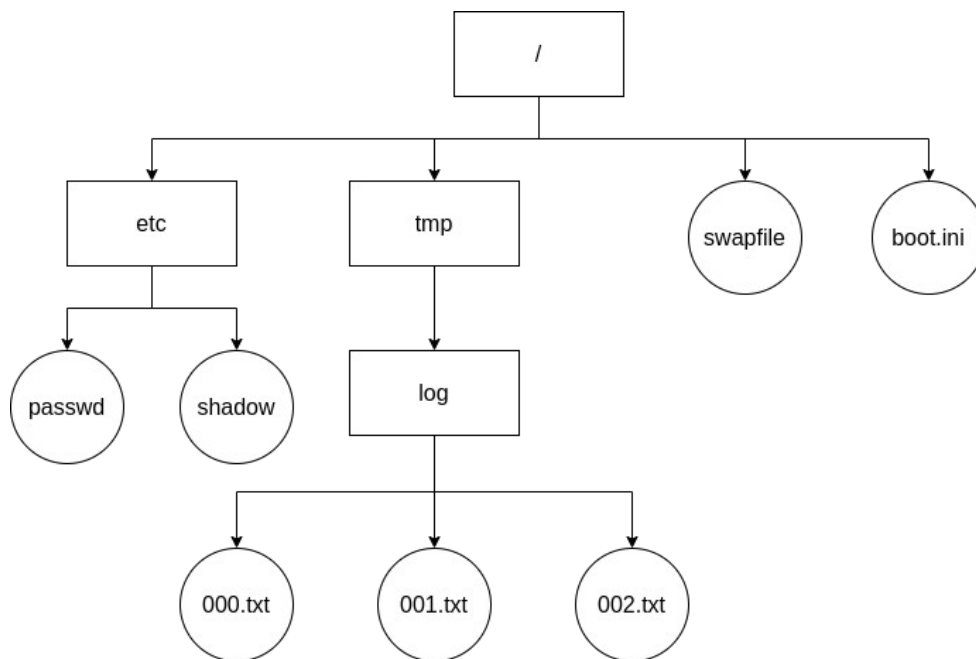 /
etc
tmp
swapfile
boot.ini
passwd
shadow
log
000.txt
001.txt
002.txt